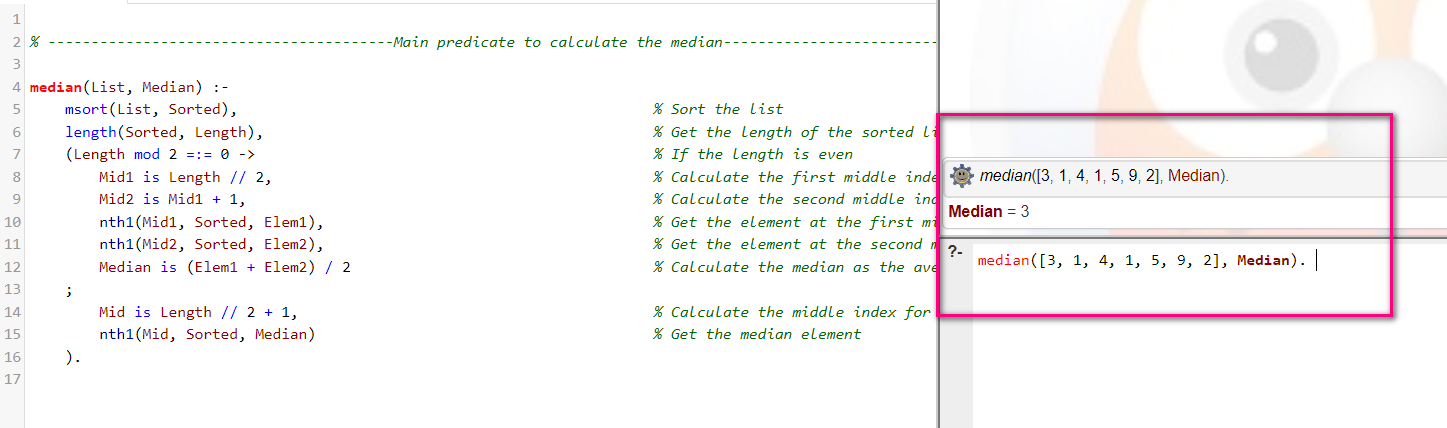 1
2 % ----------------------------------------Main predicate to calculate the median-------------------------
3
4 median(List, Median) :-
5 msort(List, Sorted), % Sort the list
6 length(Sorted, Length), % Get the length of the sorted li
7 (Length mod 2 =:= 0 -> % If the length is even
8 Mid1 is Length // 2, % Calculate the first middle inde
9 Mid2 is Mid1 + 1, % Calculate the second middle ind
10 nth1(Mid1, Sorted, Elem1), % Get the element at the first mi
11 nth1(Mid2, Sorted, Elem2), % Get the element at the second m
12 Median is (Elem1 + Elem2) / 2 % Calculate the median as the ave
13 ;
14 Mid is Length // 2 + 1, % Calculate the middle index for
15 nth1(Mid, Sorted, Median) % Get the median element
16 ).
17
median([3, 1, 4, 1, 5, 9, 2], Median).
Median = 3
?- median([3, 1, 4, 1, 5, 9, 2], Median).